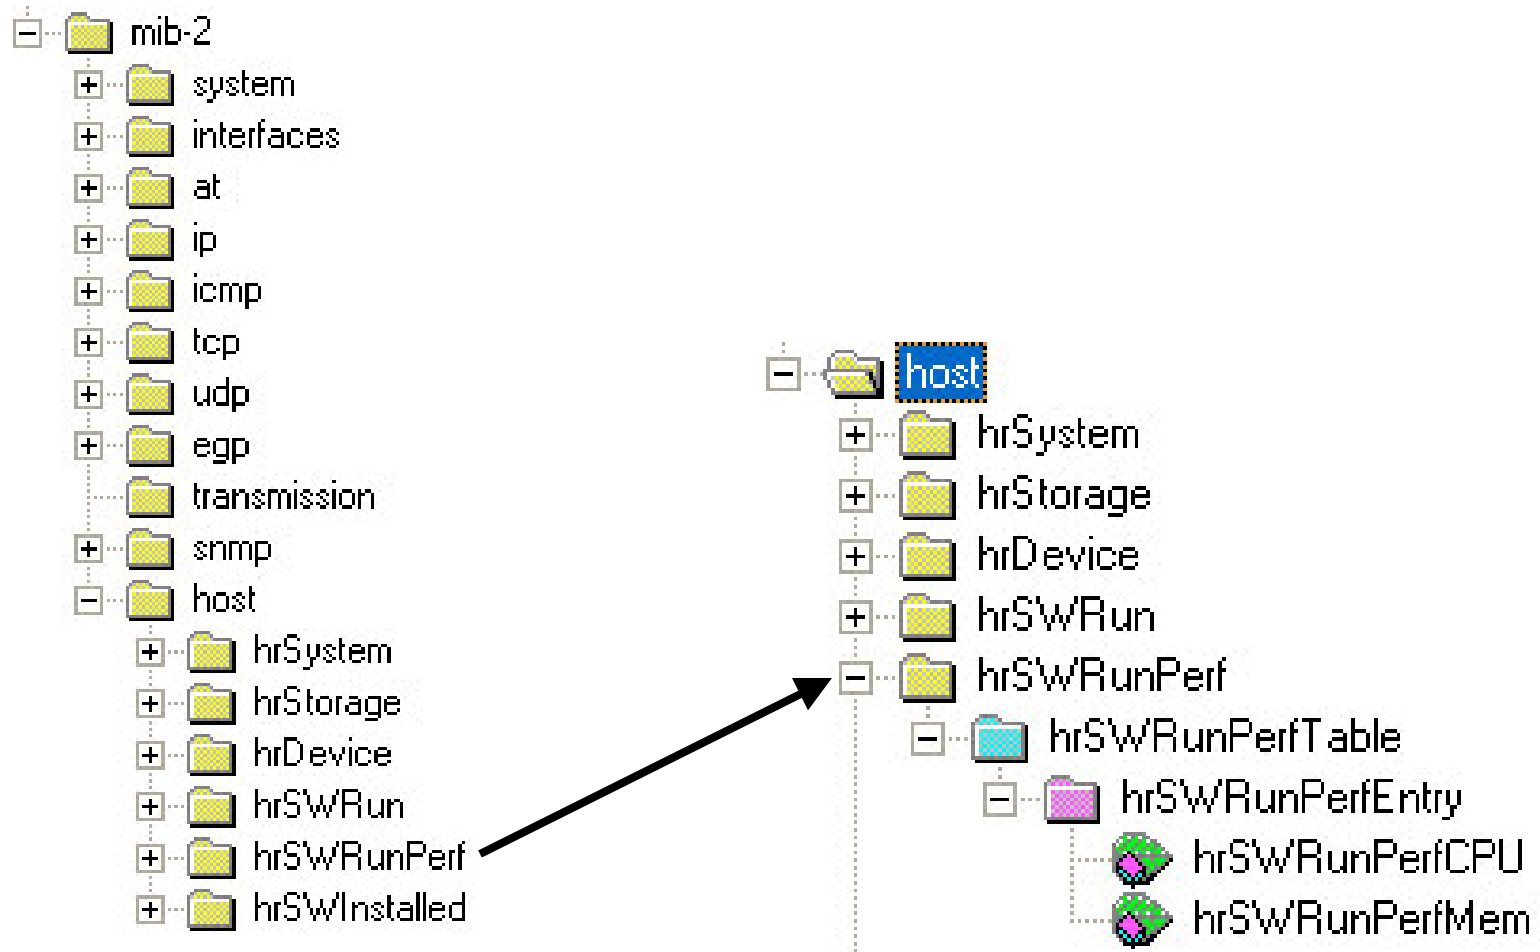 mib-2
system
interfaces
at
ip
icmp
tcp
udp
egp
transmission
snmp
host
hrSystem
hrStorage
hrDevice
hrSWRun
hrSWRunPerf
hrSWInstalled
host
hrSystem
hrStorage
hrDevice
hrSWRun
hrSWRunPerf
hrSWRunPerfTable
hrSWRunPerfEntry
hrSWRunPerfCPU
hrSWRunPerfMem